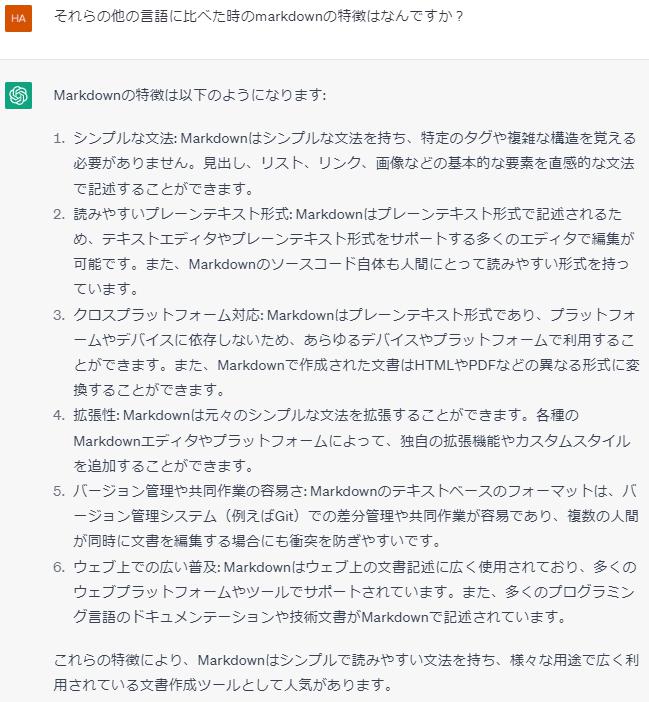 HA
それらの他の言語に比べた時のmarkdownの特徴はなんですか？
Markdownの特徴は以下のようになります:
1. シンプルな文法: Markdownはシンプルな文法を持ち、特定のタグや複雑な構造を覚える
必要がありません。見出し、リスト、リンク、画像などの基本的な要素を直感的な文法
で記述することができます。
2. 読みやすいプレーンテキスト形式: Markdownはプレーンテキスト形式で記述されるた
め、テキストエディタやプレーンテキスト形式をサポートする多くのエディタで編集が
可能です。また、Markdownのソースコード自体も人間にとって読みやすい形式を持っ
ています。
3. クロスプラットフォーム対応: Markdownはプレーンテキスト形式であり、プラットフォ
ームやデバイスに依存しないため、あらゆるデバイスやプラットフォームで利用するこ
とができます。また、Markdownで作成された文書はHTMLやPDFなどの異なる形式に変
換することができます。
4. 拡張性: Markdownは元々のシンプルな文法を拡張することができます。各種の
Markdownエディタやプラットフォームによって、独自の拡張機能やカスタムスタイル
を追加することができます。
5. バージョン管理や共同作業の容易さ: Markdownのテキストベースのフォーマットは、バ
ージョン管理システム（例えばGit）での差分管理や共同作業が容易であり、複数の人間
が同時に文書を編集する場合にも衝突を防ぎやすいです。
6. ウェブ上での広い普及: Markdownはウェブ上の文書記述に広く使用されており、多くの
ウェブプラットフォームやツールでサポートされています。また、多くのプログラミン
グ言語のドキュメンテーションや技術文書がMarkdownで記述されています。
これらの特徴により、Markdownはシンプルで読みやすい文法を持ち、様々な用途で広く利
用されている文書作成ツールとして人気があります。